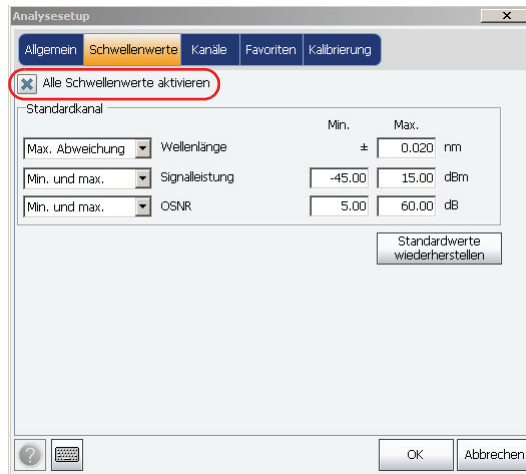 Analysesetup
Allgemein Schwellenwerte Kanäle Favoriten Kalibrierung
Alle Schwellenwerte aktivieren
Standardkanal
Min. Max.
Max. Abweichung Wellenlänge ± 0.020 nm
Min. und max. Signalleistung -45.00 15.00 dBm
Min. und max. OSNR 5.00 60.00 dB
Standardwerte
wiederherstellen
? OK Abbrechen